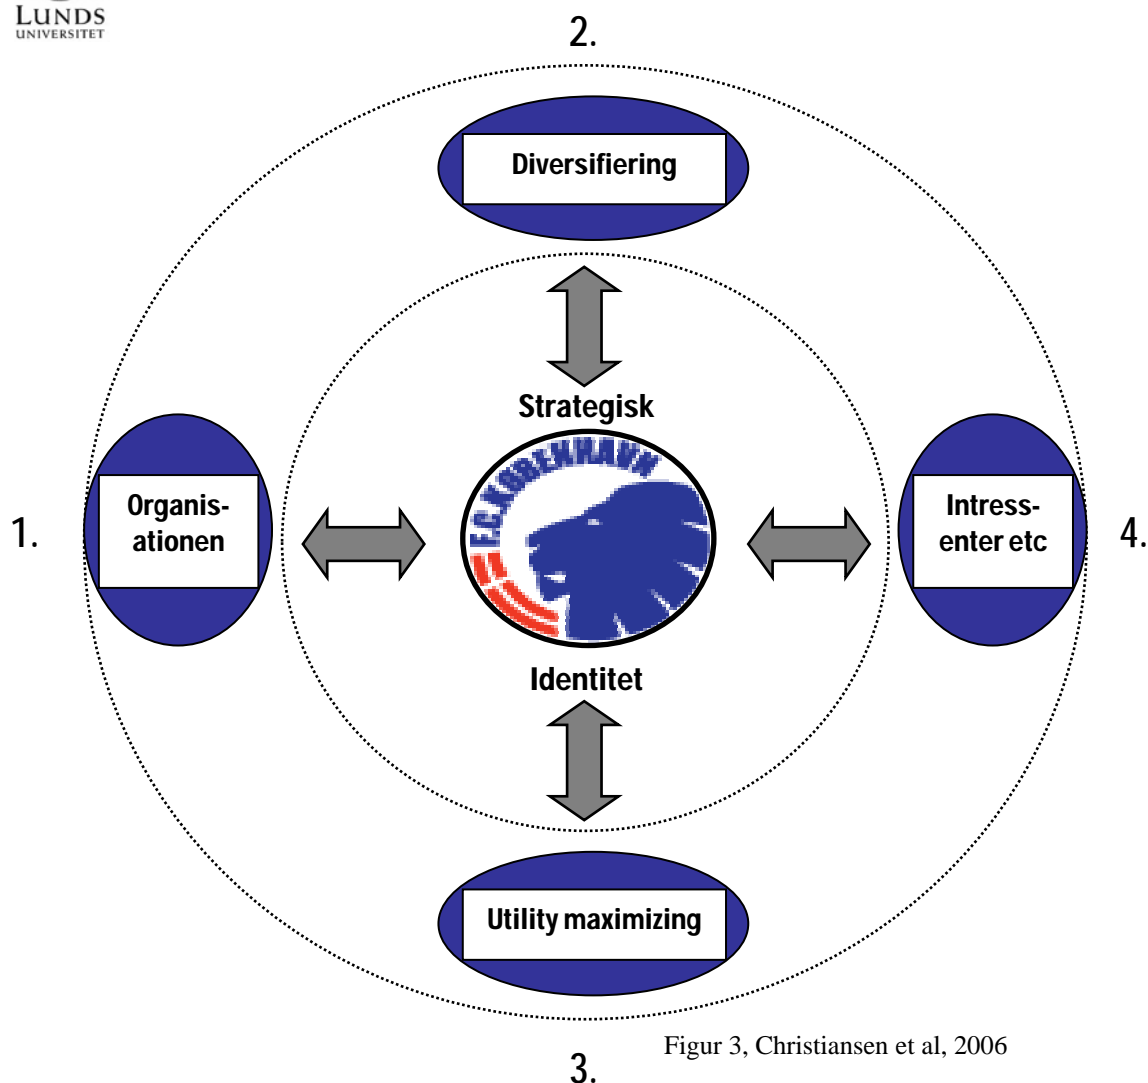 LUNDS
UNIVERSITET
2.
Diversifiering
Strategisk
F.C.KØBENHAVN
1.
Organis-
ationen
Intress-
enter etc
4.
Identitet
Utility maximizing
Figur 3, Christiansen et al, 2006
3.